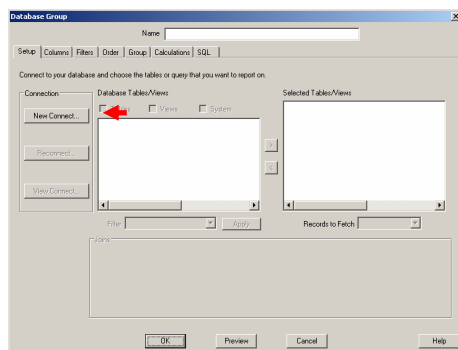 Database Group
Name
Setup Columns Filters Order Group Calculations SQL
Connect to your database and choose the tables or query that you want to report on.
Connection Database Tables/Views Selected Tables/Views
Views System
New Connect...
>
Reconnect...
<
View Connect...
Filter Apply Records to Fetch
Joins
OK Preview Cancel Help